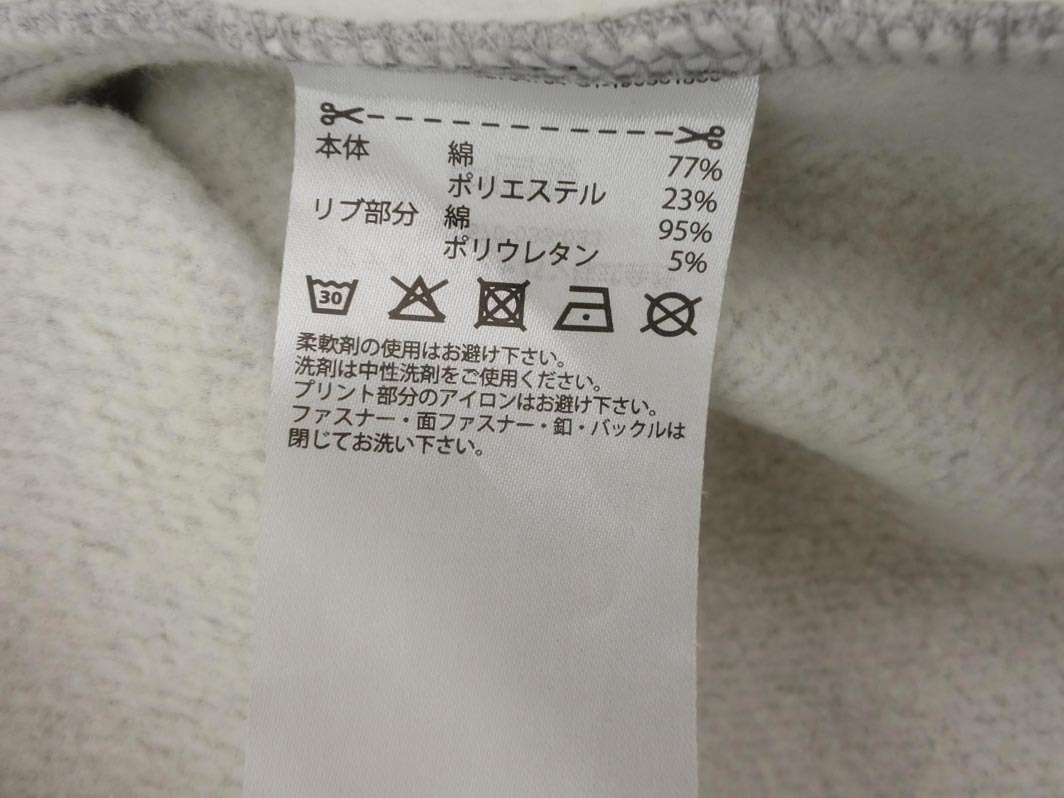 本体 綿 77%
ポリエステル 23%
リブ部分 綿 95%
ポリウレタン 5%
30
柔軟剤の使用はお避け下さい。
洗剤は中性洗剤をご使用ください。
プリント部分のアイロンはお避け下さい。
ファスナー・面ファスナー・釦・バックルは
閉じてお洗い下さい。